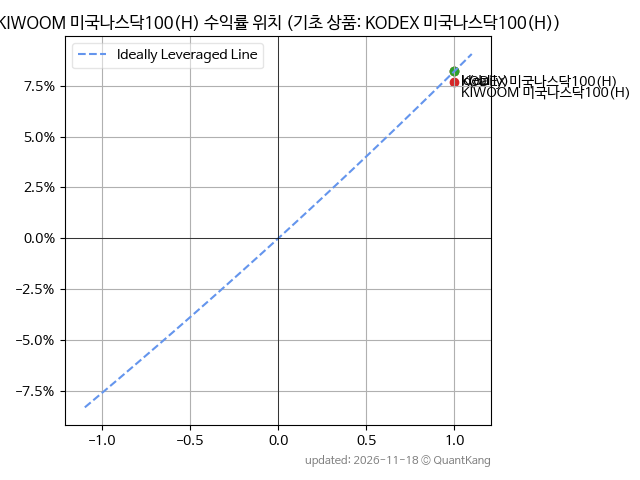 KIWOOM 미국나스닥100(H) 수익률 위치 (기초 상품: KODEX 미국나스닥100(H))
Ideally Leveraged Line
7.5%
5.0%
2.5%
0.0%
−2.5%
−5.0%
−7.5%
KODEX 미국나스닥100(H)
KIWOOM 미국나스닥100(H)
−1.0 −0.5 0.0 0.5 1.0
updated: 2026-11-18 © QuantKang